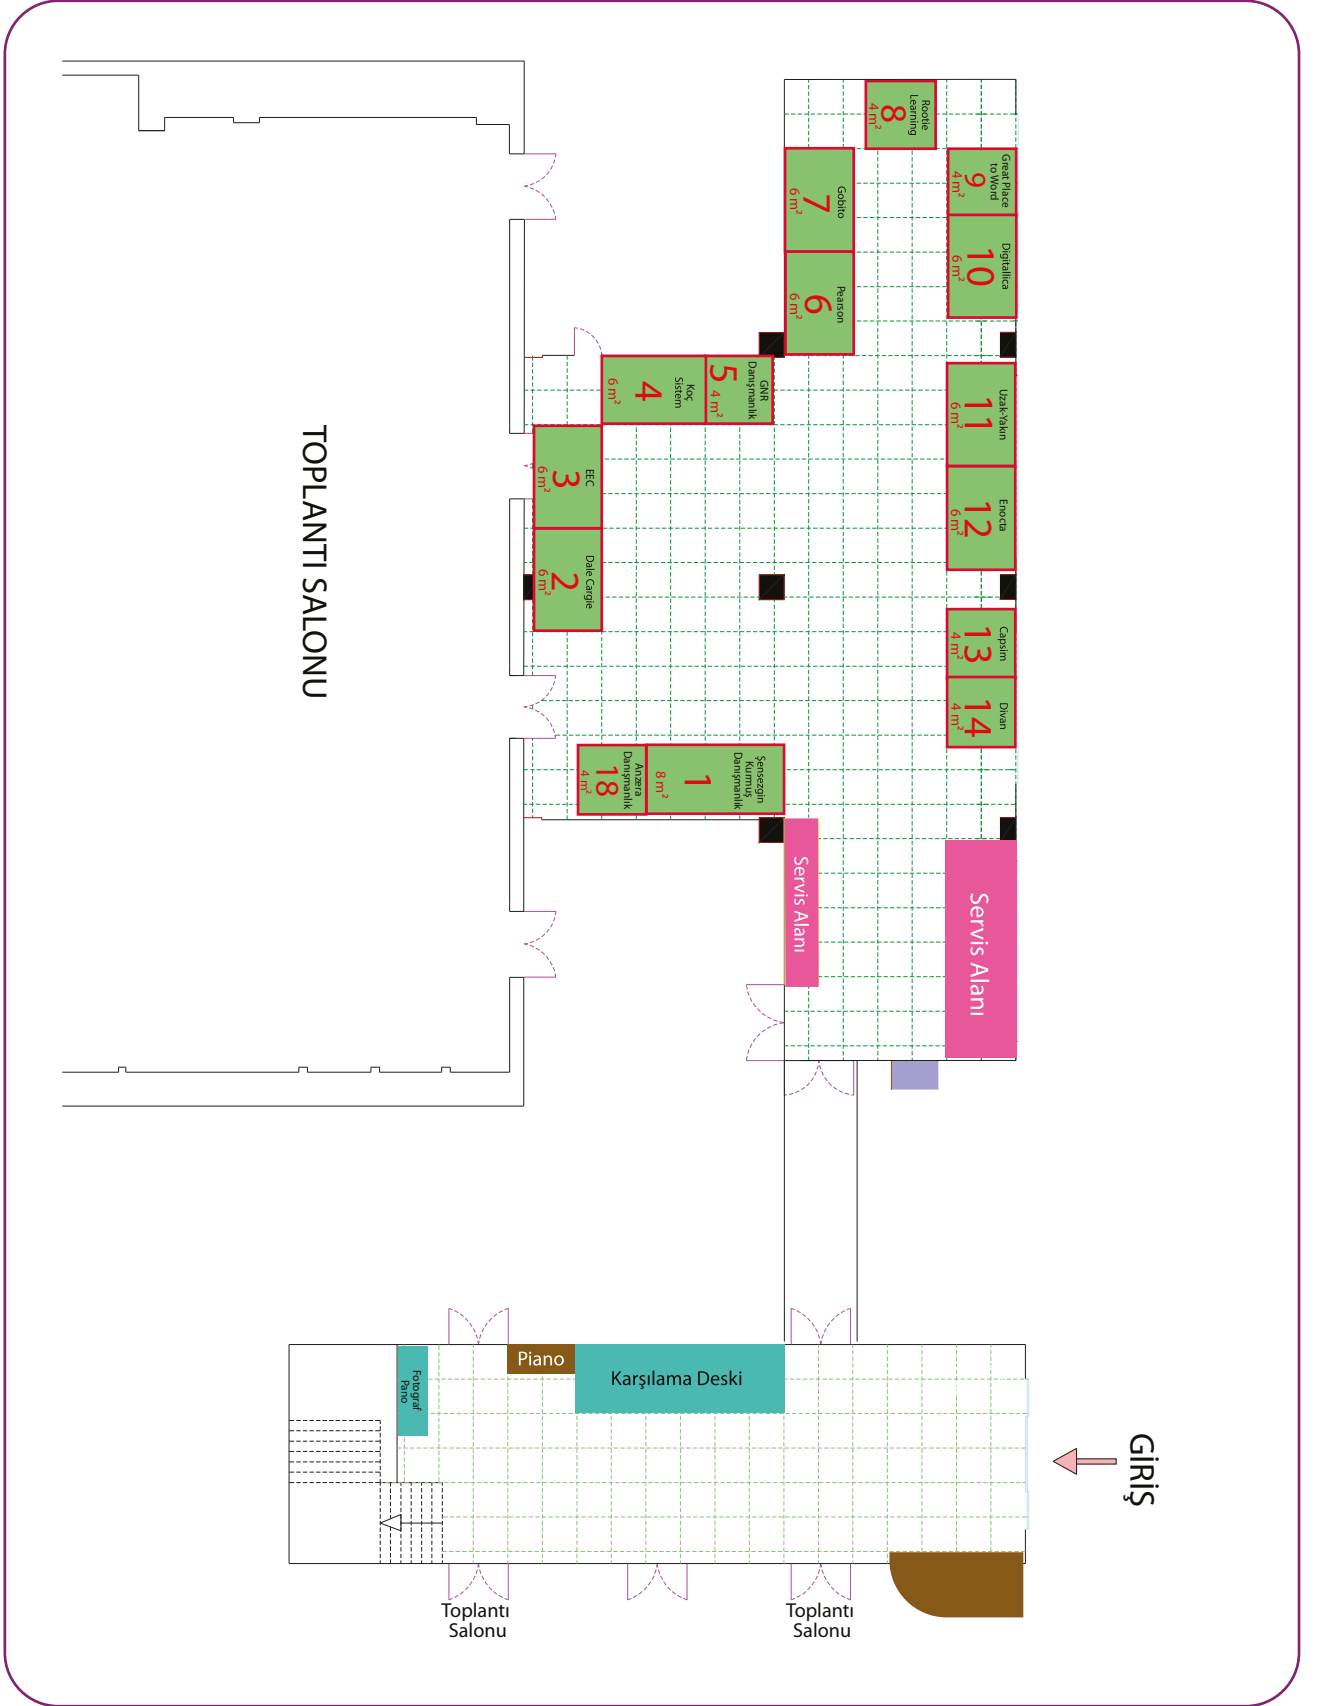 Rootie
Learning
8
4 m²
Great Place
to Word
9
4 m²
Gobito
7
6 m²
Digitallica
10
6 m²
Pearson
6
6 m²
GNR
Danışmanlık
5
4 m²
Koç
Sistem
4
6 m²
Uzak-Yakın
11
6 m²
EEC
3
6 m²
Enocta
12
6 m²
Dale Cargie
2
6 m²
TOPLANTI SALONU
Capsim
13
4 m²
Divan
14
4 m²
Şensezgin
Kurmuş
Danışmanlık
1
8 m²
Anzera
Danışmanlık
18
4 m²
Servis Alanı
Servis Alanı
Piano
Karşılama Deski
Fotograf
Pano
GİRİŞ
Toplantı
Salonu
Toplantı
Salonu